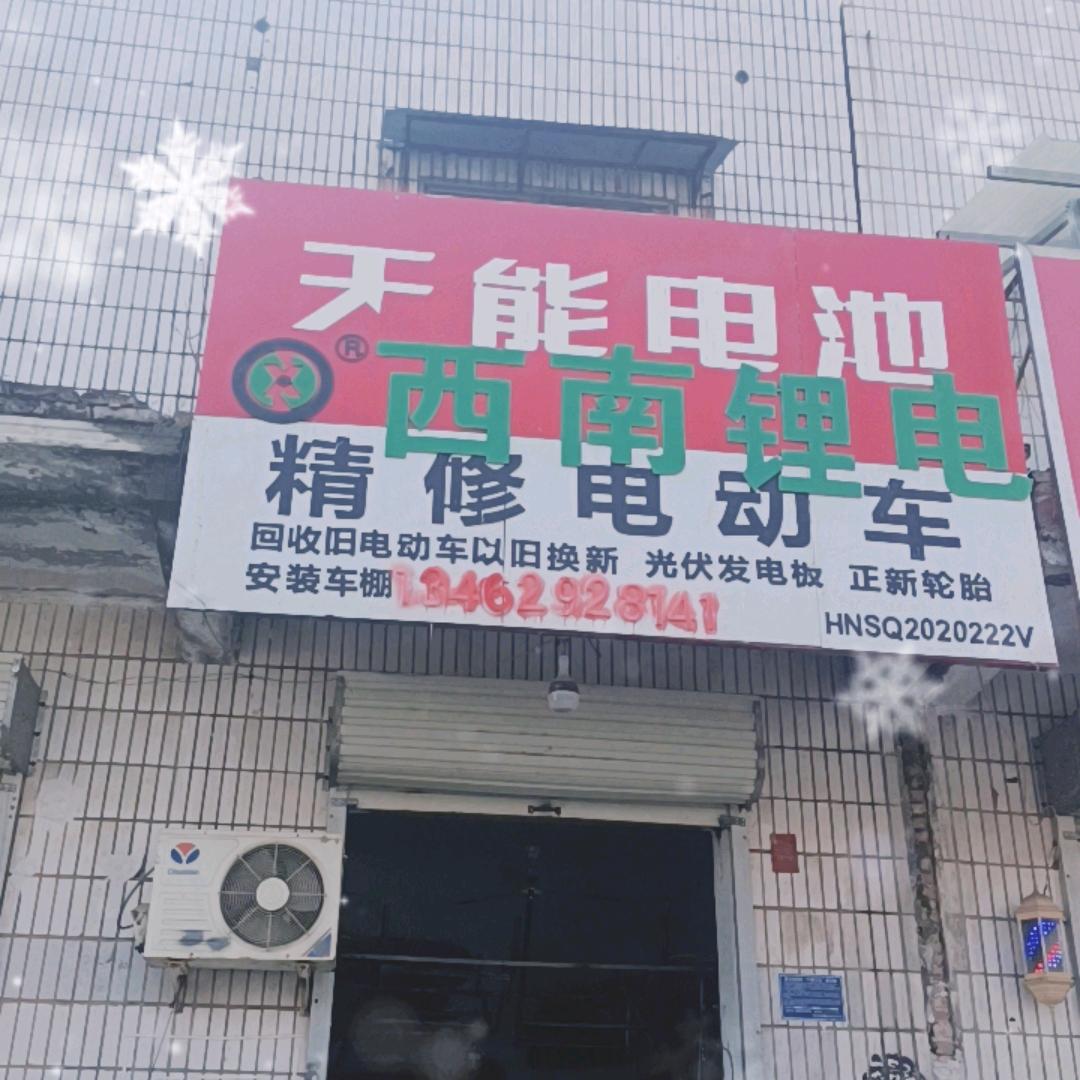 天能电池
®
西南锂电
精修电动车
回收旧电动车以旧换新 光伏发电板 正新轮胎
安装车棚 13462928741
HNSQ2020222V